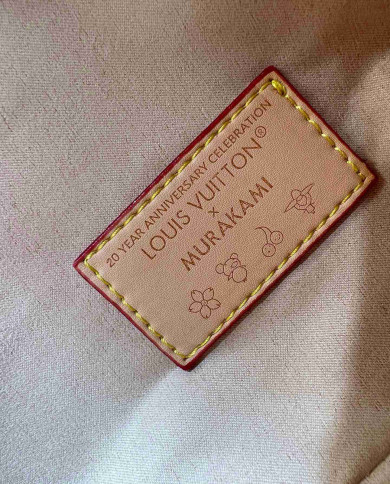 20 YEAR ANNIVERSARY CELEBRATION
LOUIS VUITTON®
×
MURAKAMI